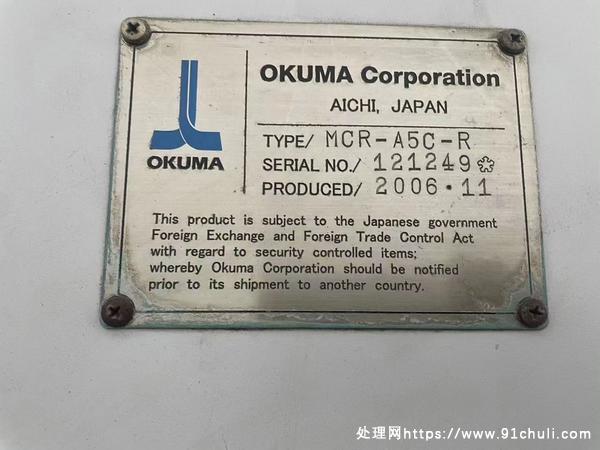 OKUMA
OKUMA Corporation
AICHI, JAPAN
TYPE/ MCR-A5C-R
SERIAL NO./ 121249
PRODUCED/ 2006・11
This product is subject to the Japanese government
Foreign Exchange and Foreign Trade Control Act
with regard to security controlled items;
whereby Okuma Corporation should be notified
prior to its shipment to another country.
处理网https://www.91chuli.com